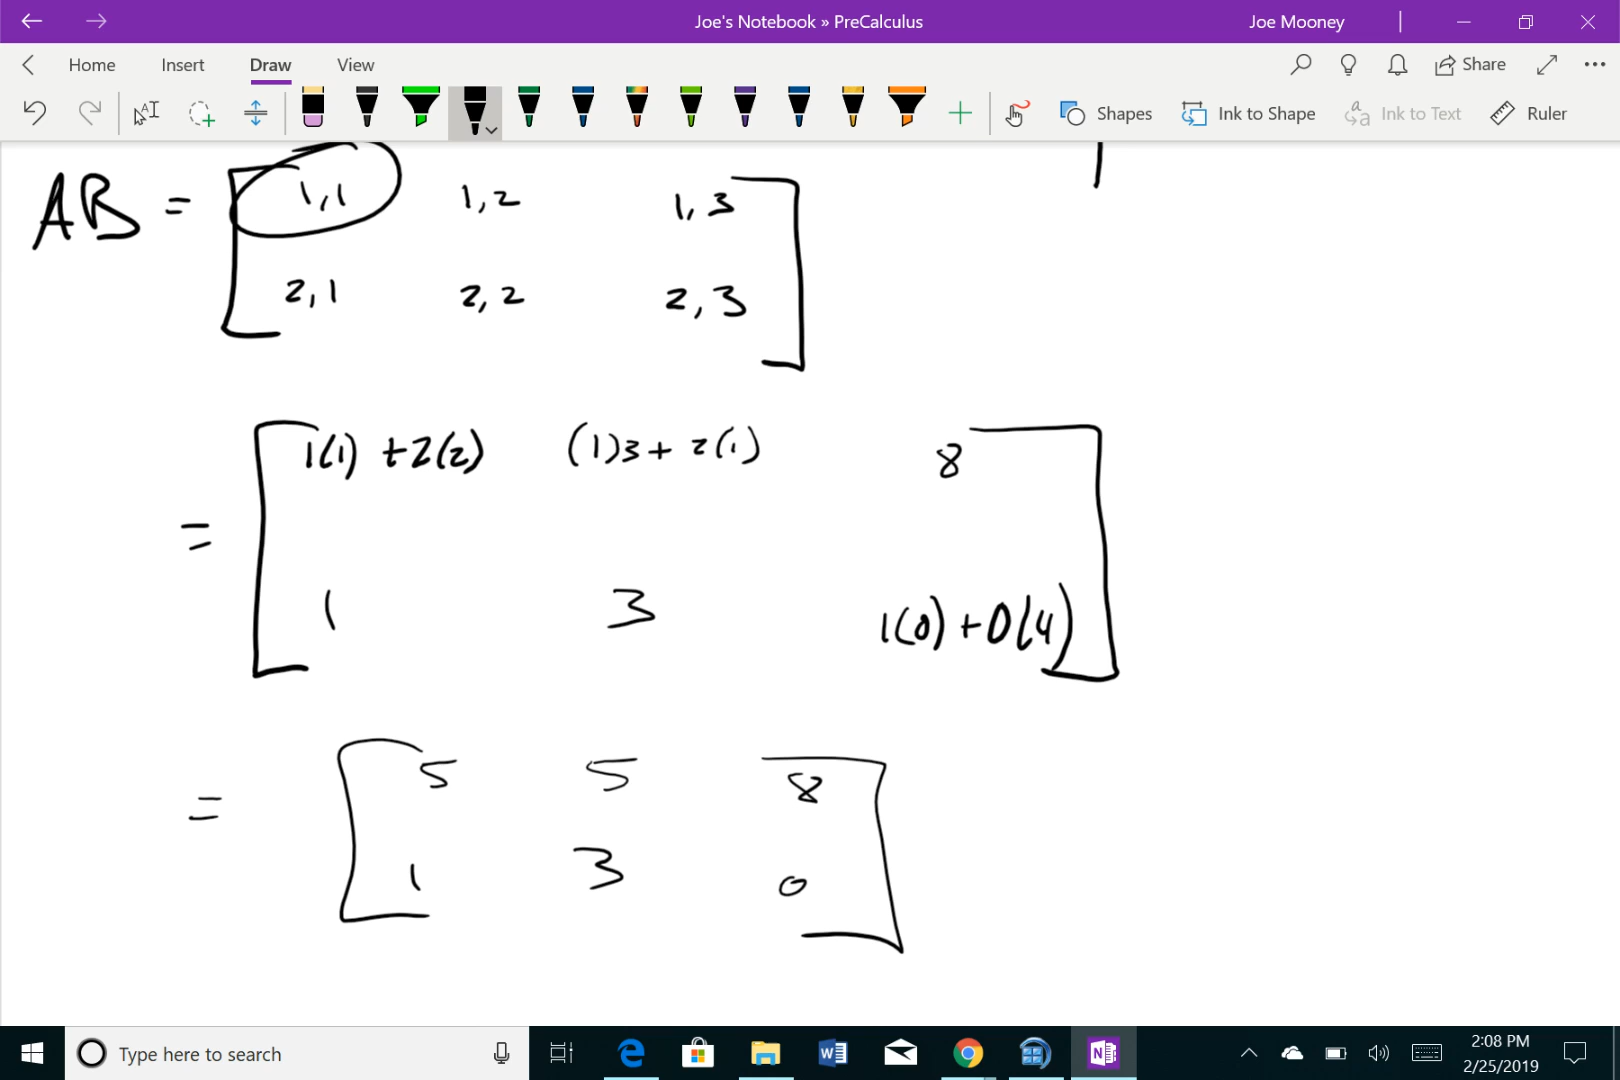 Joe's Notebook » PreCalculus
Joe Mooney
Home Insert Draw View
Share
Shapes Ink to Shape Ink to Text Ruler
AB = [ 1,1 1,2 1,3
2,1 2,2 2,3 ]
= [ 1(1) + 2(2) (1)3 + 2(1) 8
1 3 1(0) + 0(4) ]
= [ 5 5 8
1 3 0 ]
Type here to search
2:08 PM
2/25/2019